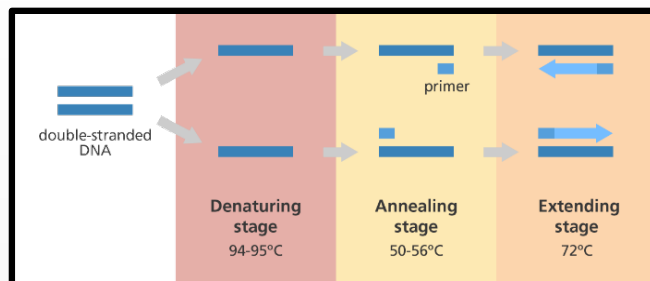 primer
double-stranded
DNA
Denaturing
stage
94-95ºC
Annealing
stage
50-56ºC
Extending
stage
72ºC